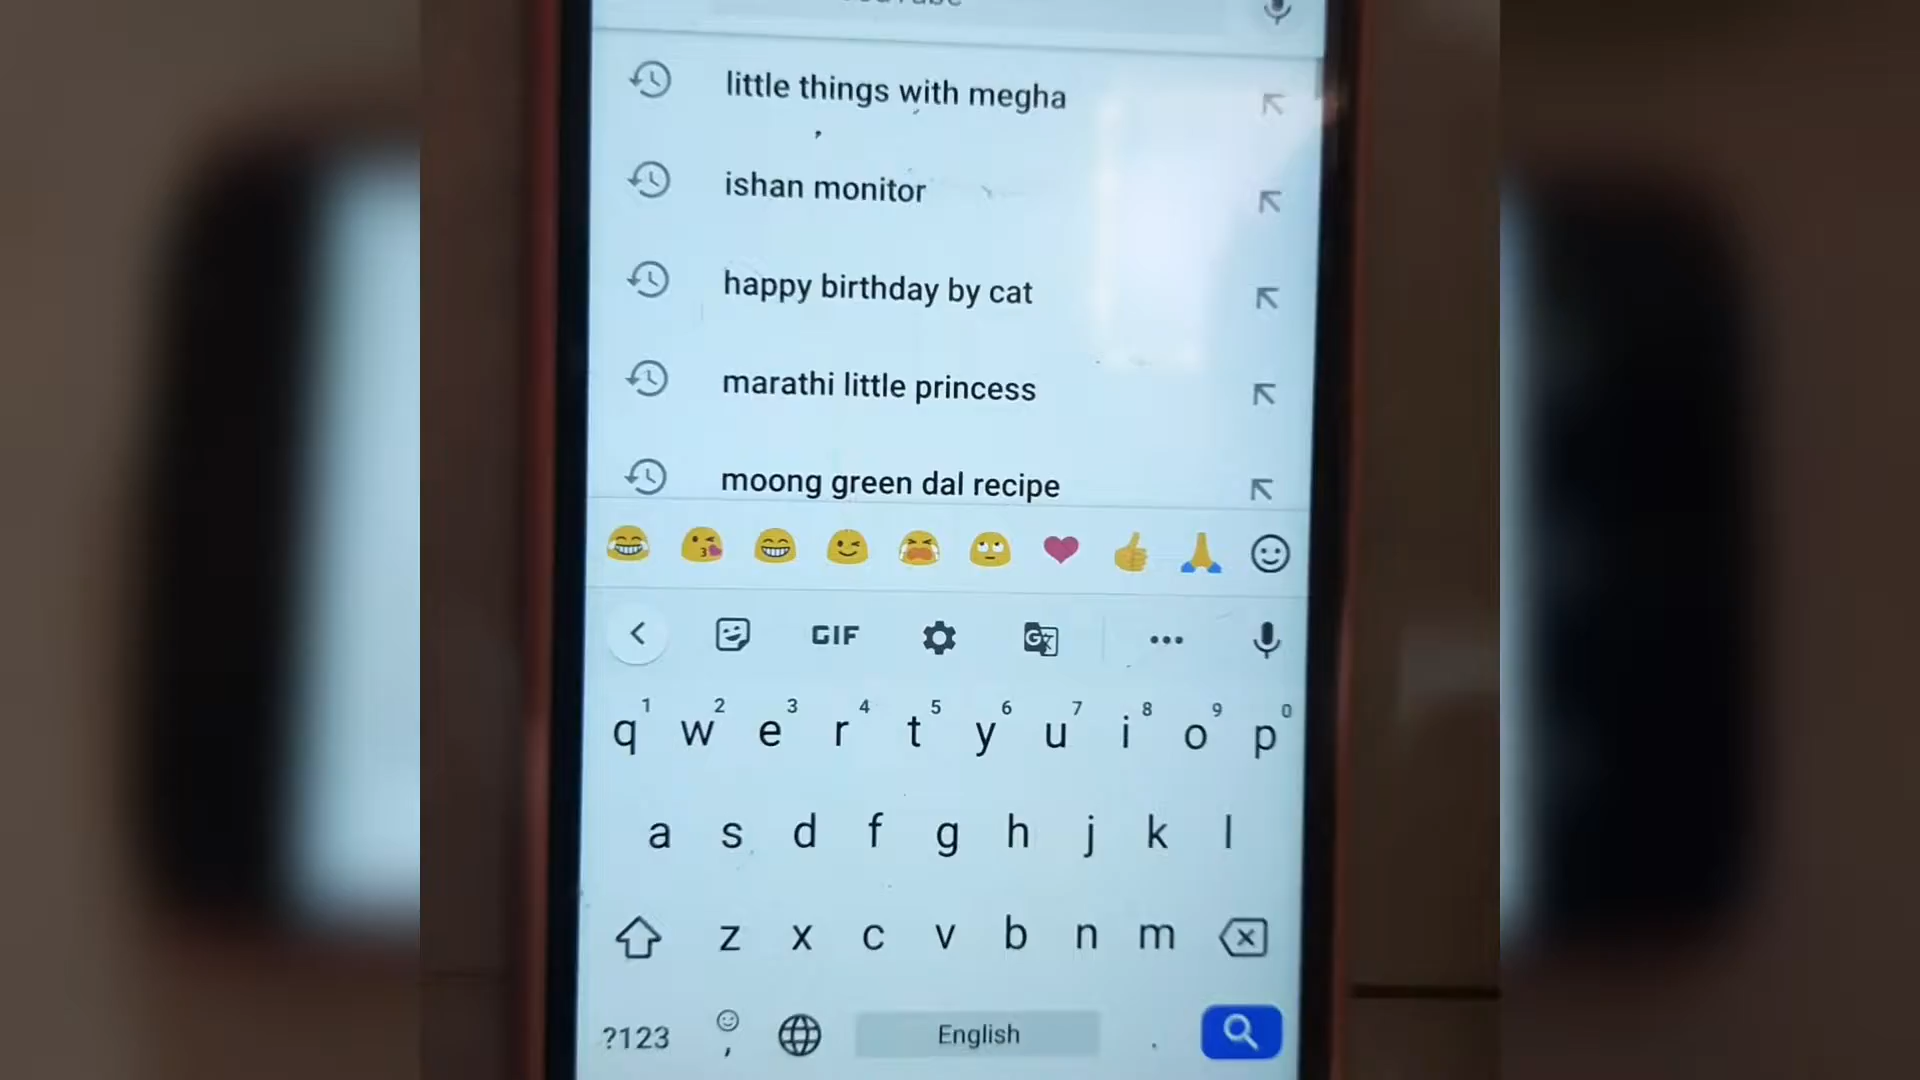 little things with megha
ishan monitor
happy birthday by cat
marathi little princess
moong green dal recipe
GIF
1 2 3 4 5 6 7 8 9 0
q w e r t y u i o p
a s d f g h j k l
z x c v b n m
?123 , English .